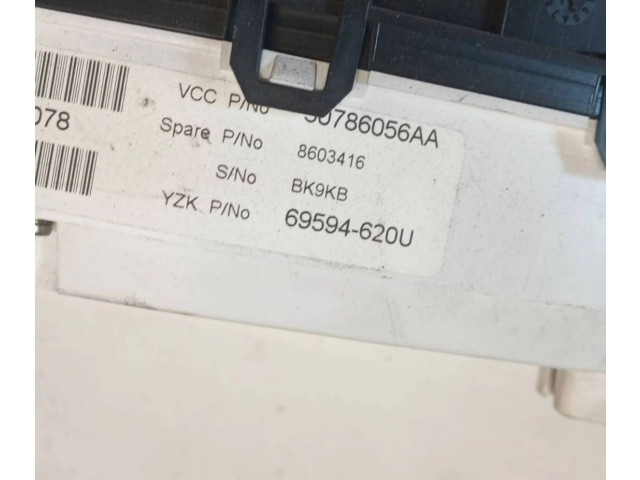 VCC P/No 30786056AA
078
Spare P/No 8603416
S/No BK9KB
YZK P/No 69594-620U